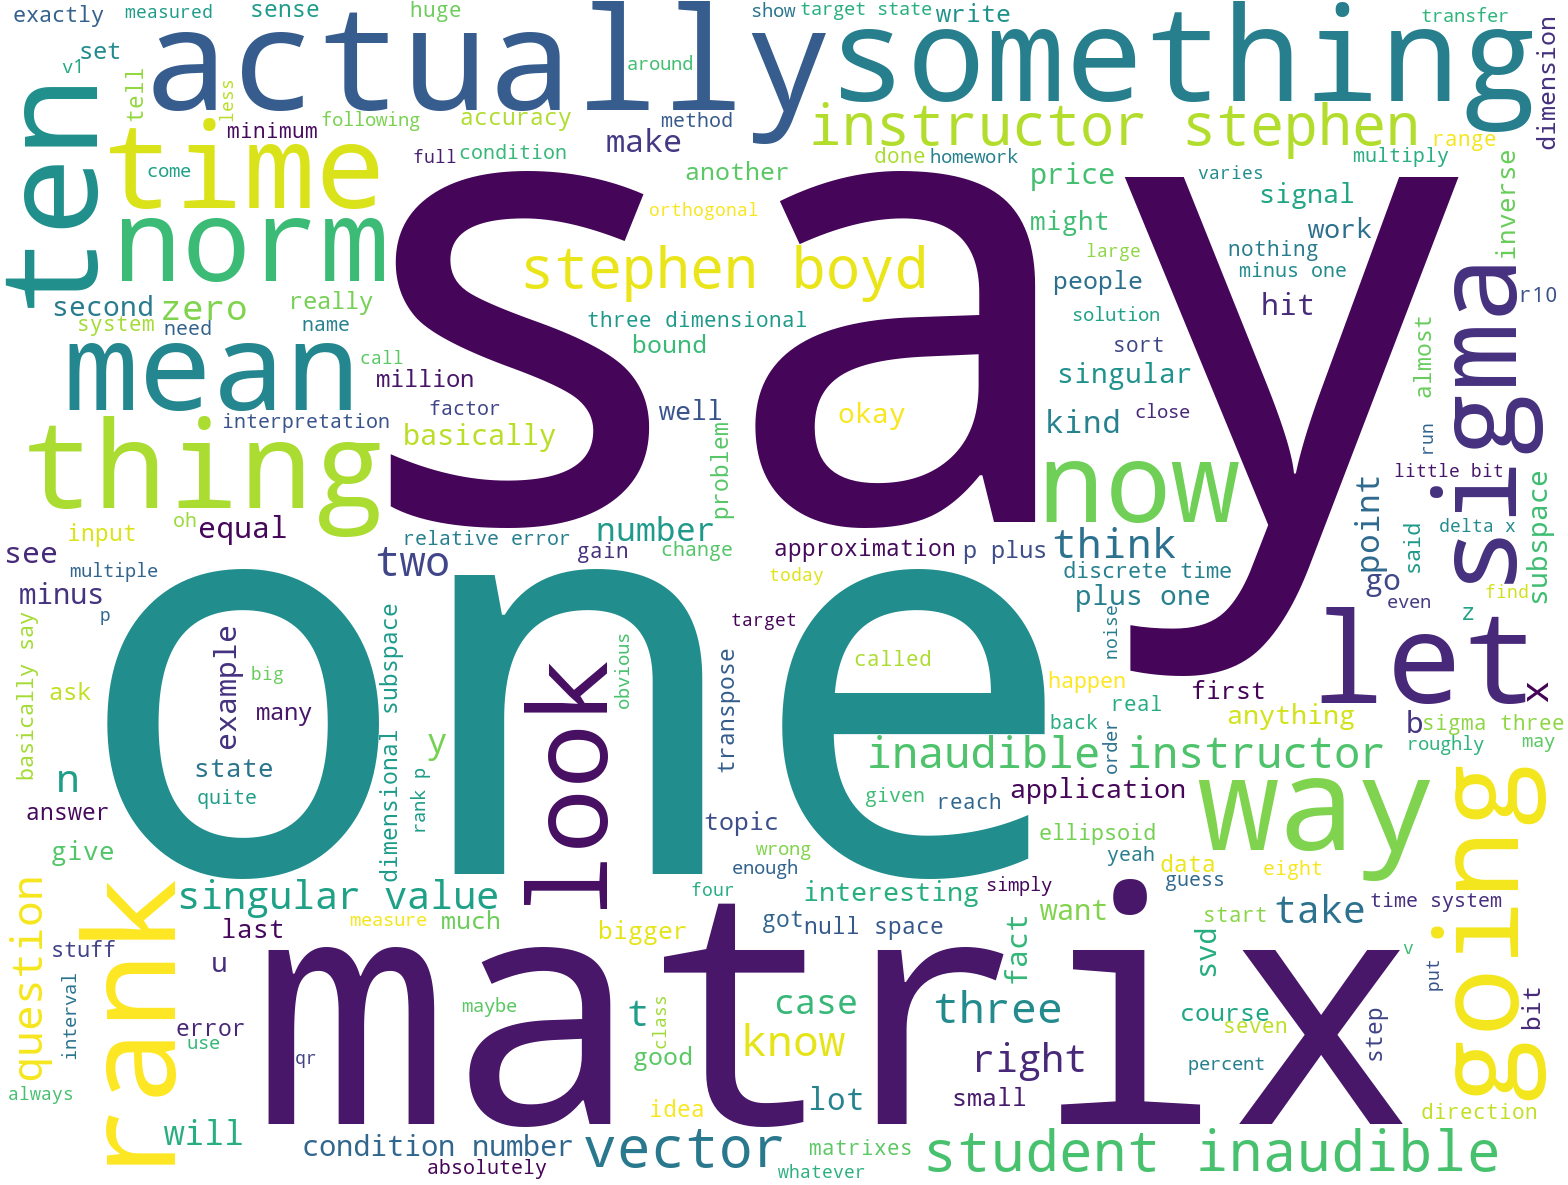 exactly measured sense huge show target state write transfer
set actually something
v1 tell less around dimension
ten time minimum following accuracy method make instructor stephen range
come full condition another done homework multiply
norm orthogonal price varies signal inverse
say might large work
stephen boyd people nothing
second zero really minus one hit r10
system need name three dimensional solution sigma
mean call bound sort singular almost
million factor well okay kind close
thing interpretation basically problem now run little bit
input oh equal relative error number change approximation p plus think point said delta x subspace
see multiple two gain today discrete time go z find
minus p one target plus one even
basically say example dimensional subspace look obvious transpose called noise let
ask big happen first x
many y back real anything b sigma three
n state rank p inaudible instructor order roughly may
quite given reach application way going
answer topic ellipsoid
give wrong enough yeah data eight
singular value four interesting simply guess
question rank last measure much bigger got null space fact want start take time system
stuff u matrix svd v put
interval error maybe class case three course seven bit
use qr t good know right step percent
always idea lot small direction
will condition number vector matrixes student inaudible
absolutely whatever